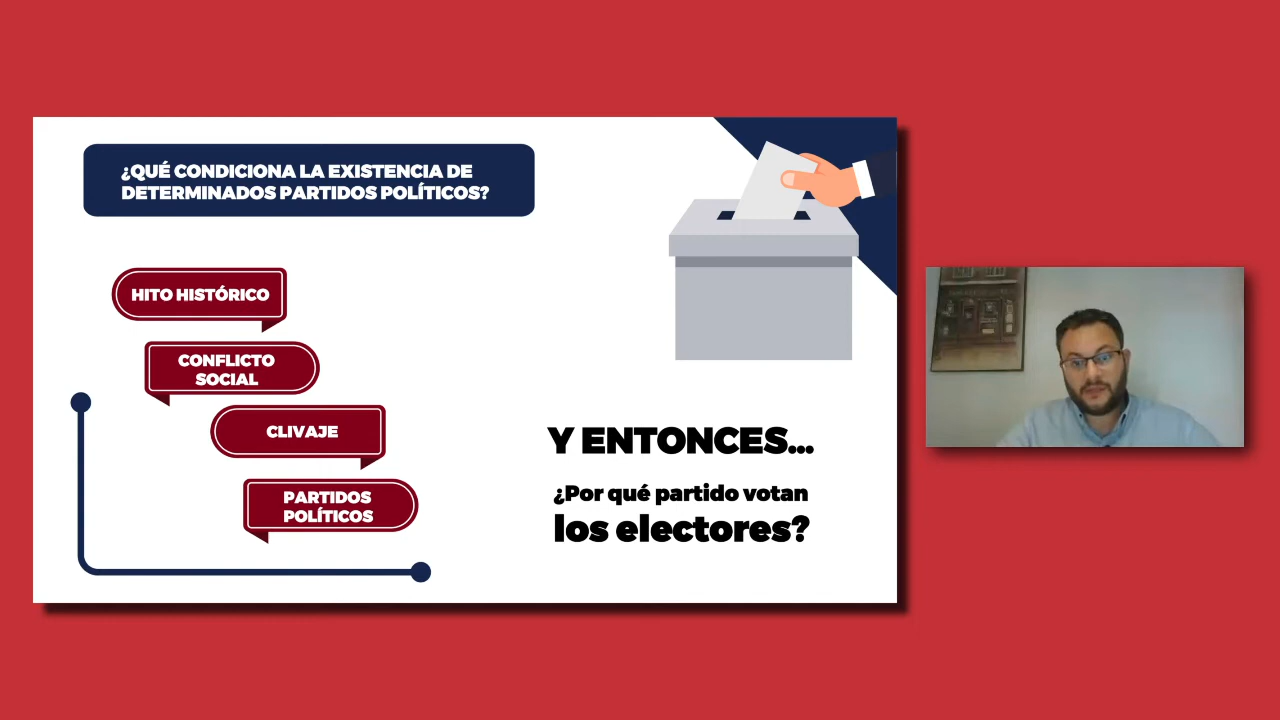 ¿QUÉ CONDICIONA LA EXISTENCIA DE
DETERMINADOS PARTIDOS POLÍTICOS?
HITO HISTÓRICO
CONFLICTO
SOCIAL
CLIVAJE
PARTIDOS
POLÍTICOS
Y ENTONCES...
¿Por qué partido votan
los electores?